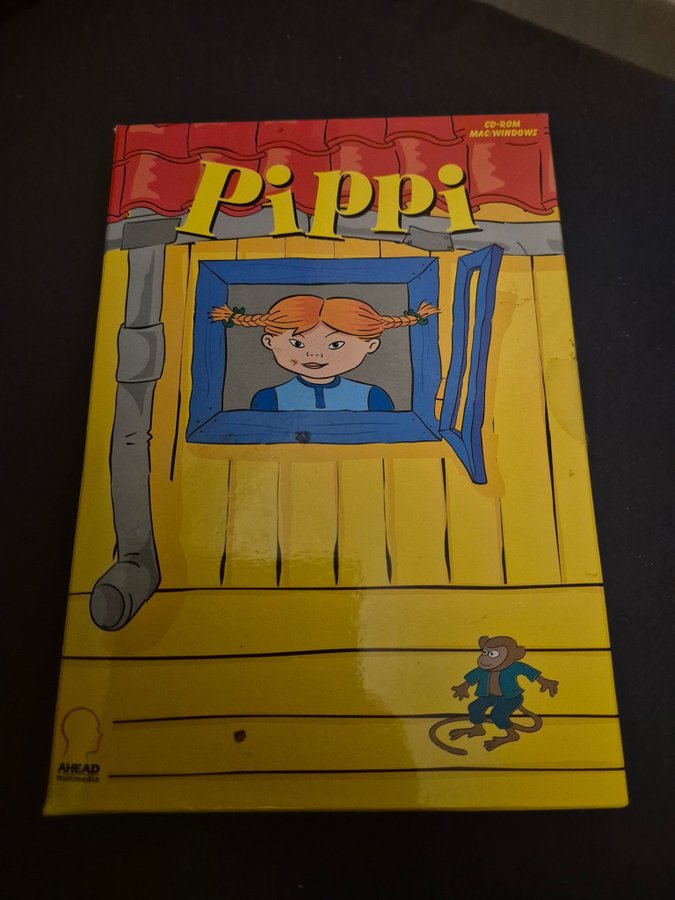 CD-ROM
MAC/WINDOWS
Pippi
AHEAD
multimedia